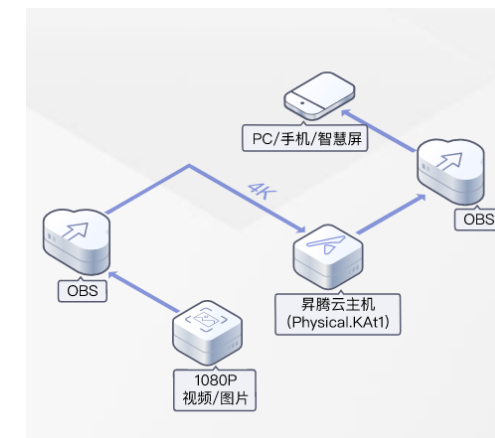 PC/手机/智慧屏
4K
OBS
OBS
昇腾云主机
(Physical.KAt1)
1080P
视频/图片